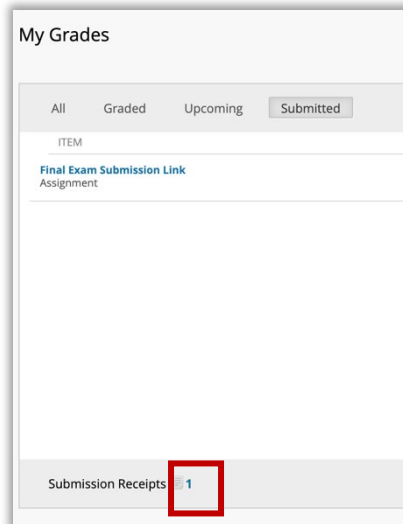 My Grades
All Graded Upcoming Submitted
ITEM
Final Exam Submission Link
Assignment
Submission Receipts 1